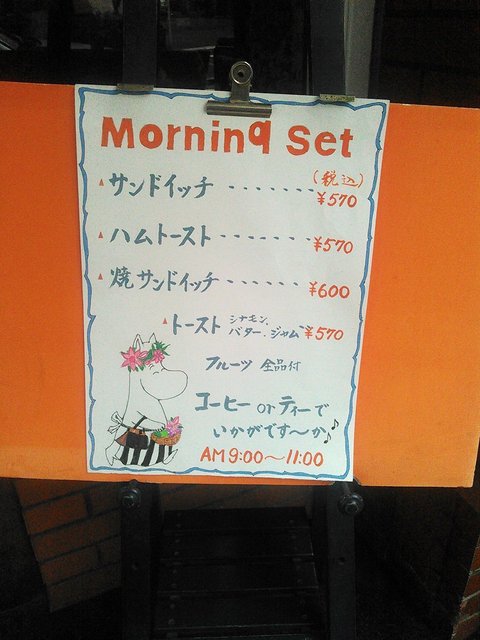 Morning Set
(税込)
サンドイッチ ------- ¥570
ハムトースト ------- ¥570
焼サンドイッチ ------ ¥600
トースト シナモン、バター、ジャム ¥570
フルーツ 全品付
コーヒー or ティーで
いかがです〜か♪
AM 9:00〜11:00